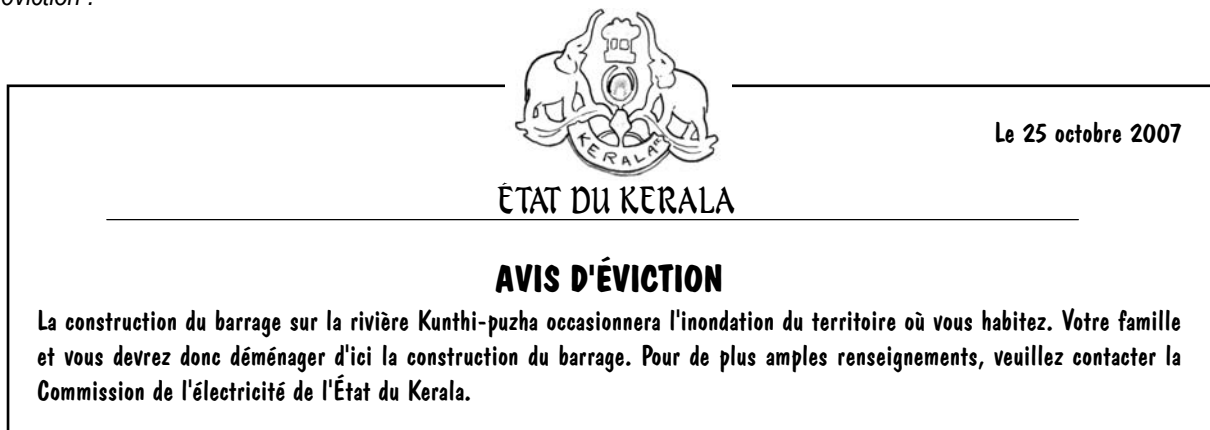 éviction :
KERALA
Le 25 octobre 2007
ÉTAT DU KERALA
AVIS D'ÉVICTION
La construction du barrage sur la rivière Kunthi-puzha occasionnera l'inondation du territoire où vous habitez. Votre famille
et vous devrez donc déménager d'ici la construction du barrage. Pour de plus amples renseignements, veuillez contacter la
Commission de l'électricité de l'État du Kerala.